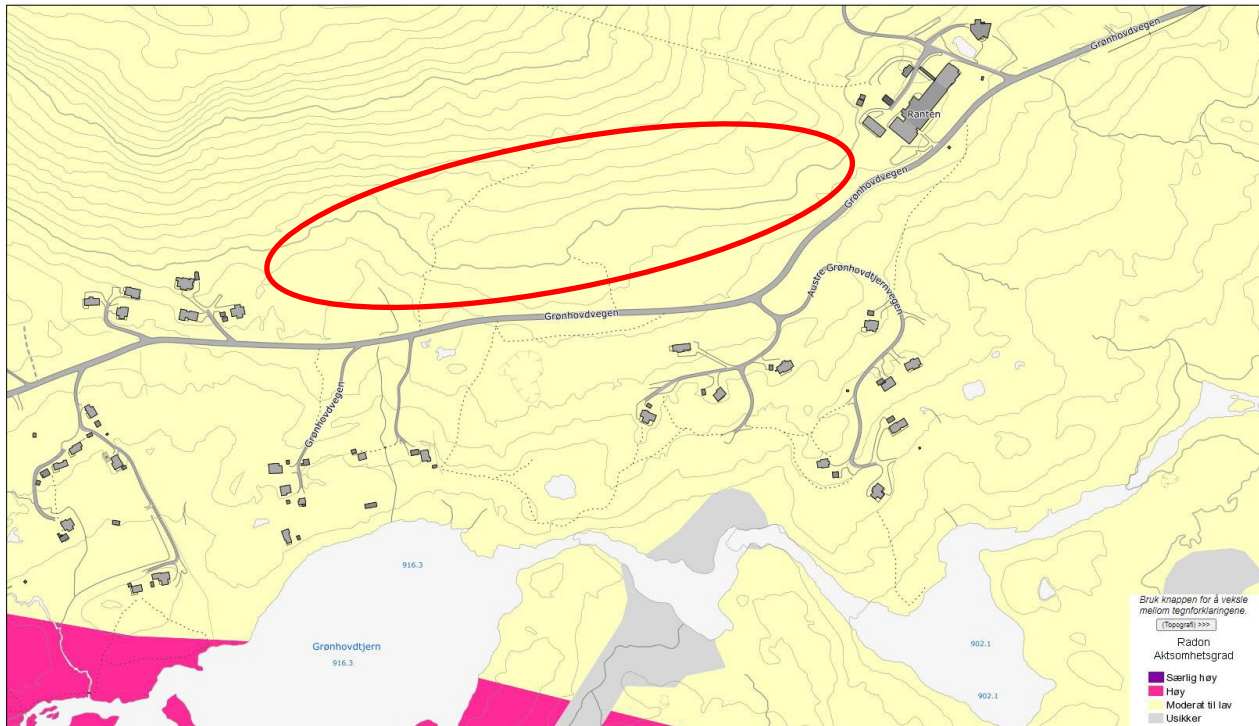 Grønhovdvegen
Ranten
Grønhovdvegen
Austre Grønhovdtjernvegen
Grønhovdvegen
Grønhovdvegen
916.3
Grønhovdtjern
916.3
902.1
902.1
Bruk knappen for å veksle
mellom tegnforklaringene.
(Topografi) >>>
Radon
Aktsomhetsgrad
Særlig høy
Høy
Moderat til lav
Usikker